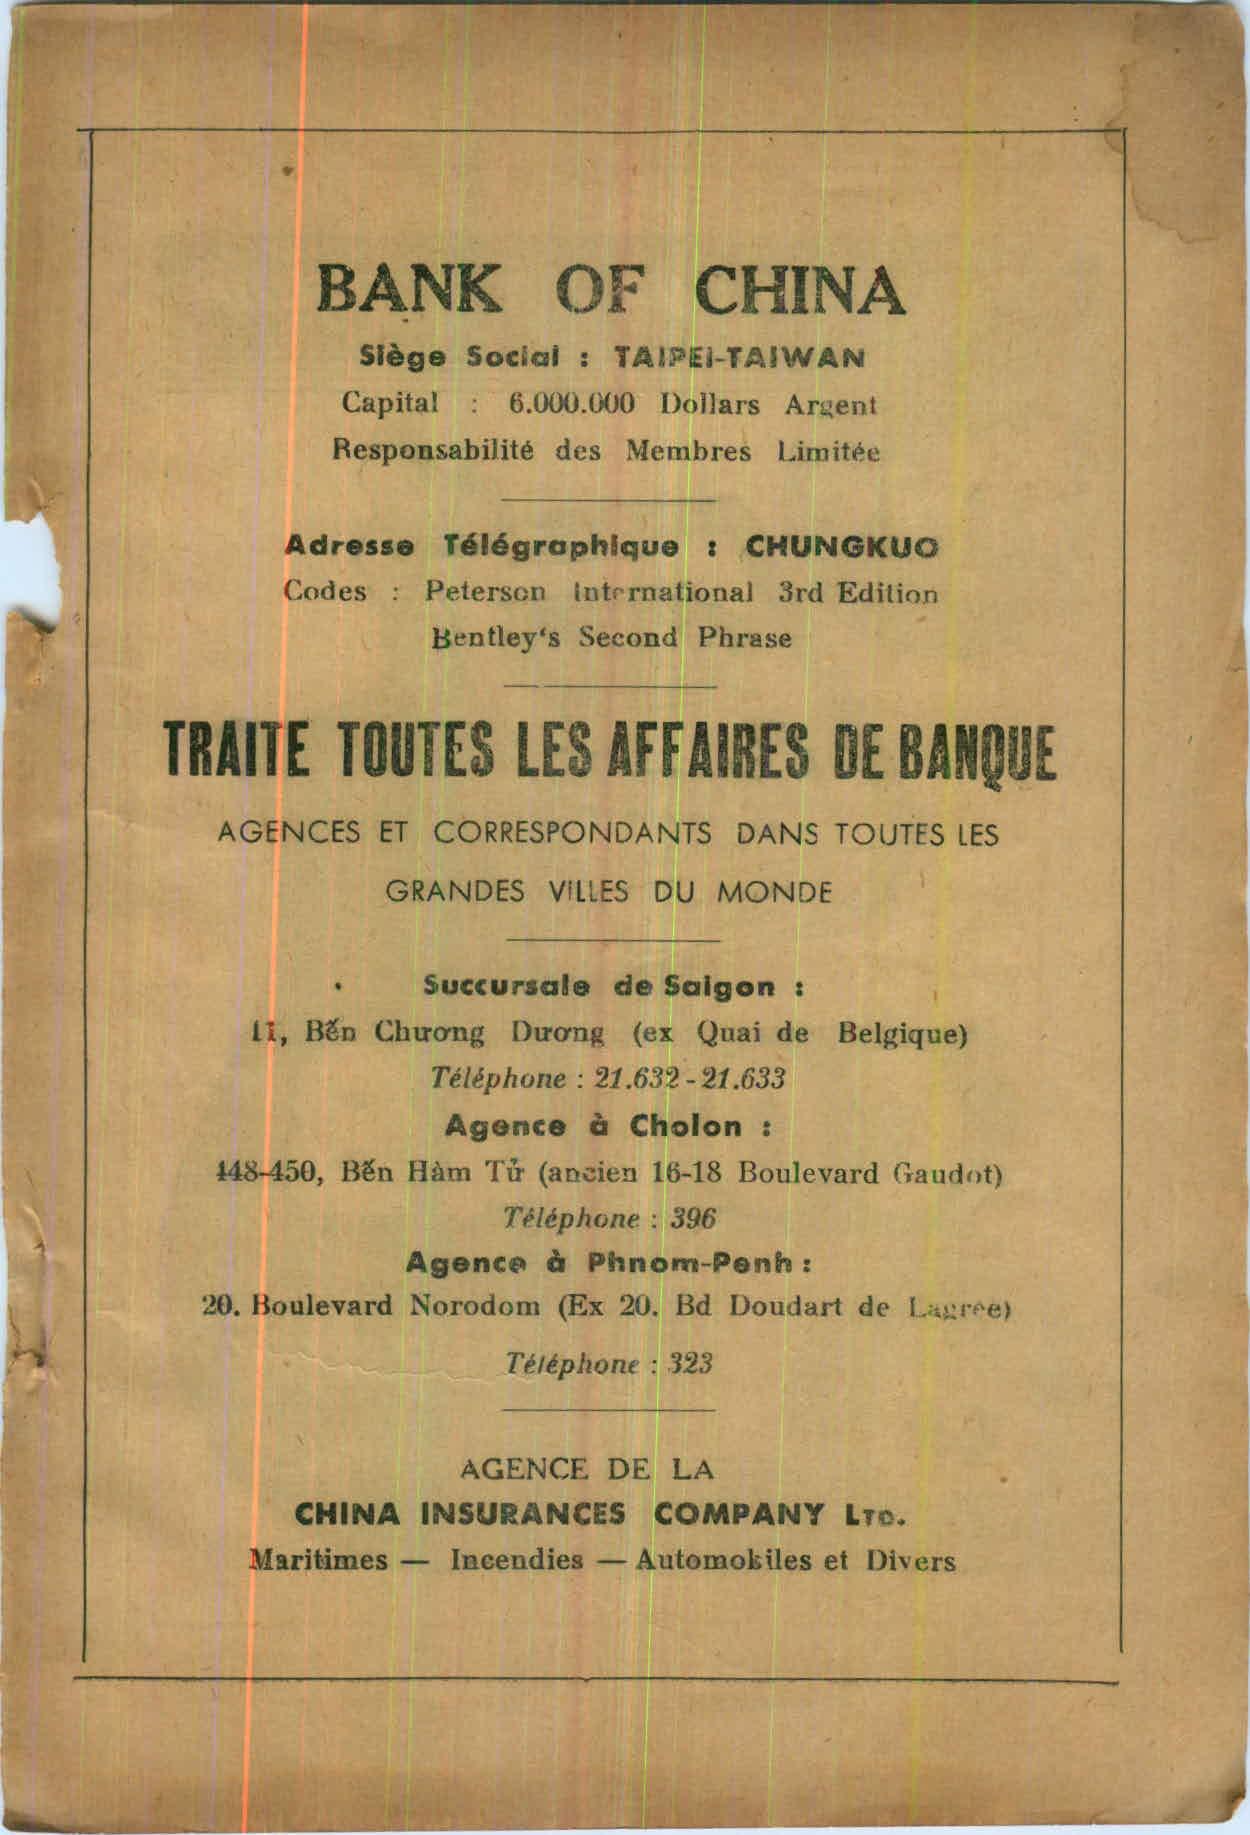 BANK OF CHINA
Siège Social : TAIPEI-TAIWAN
Capital : 6.000.000 Dollars Argent
Responsabilité des Membres Limitée
Adresse Télégraphique : CHUNGKUO
Codes : Peterson International 3rd Edition
Bentley‘s Second Phrase
TRAITE TOUTES LES AFFAIRES DE BANQUE
AGENCES ET CORRESPONDANTS DANS TOUTES LES
GRANDES VILLES DU MONDE
Succursale de Saigon :
11, Bến Chương Dương (ex Quai de Belgique)
Téléphone : 21.632 - 21.633
Agence à Cholon :
448-450, Bến Hàm Tử (ancien 16-18 Boulevard Gaudot)
Téléphone : 396
Agence à Phnom-Penh :
20. Boulevard Norodom (Ex 20. Bd Doudart de Lagrée)
Téléphone : 323
AGENCE DE LA
CHINA INSURANCES COMPANY LTD.
Maritimes — Incendies — Automobiles et Divers